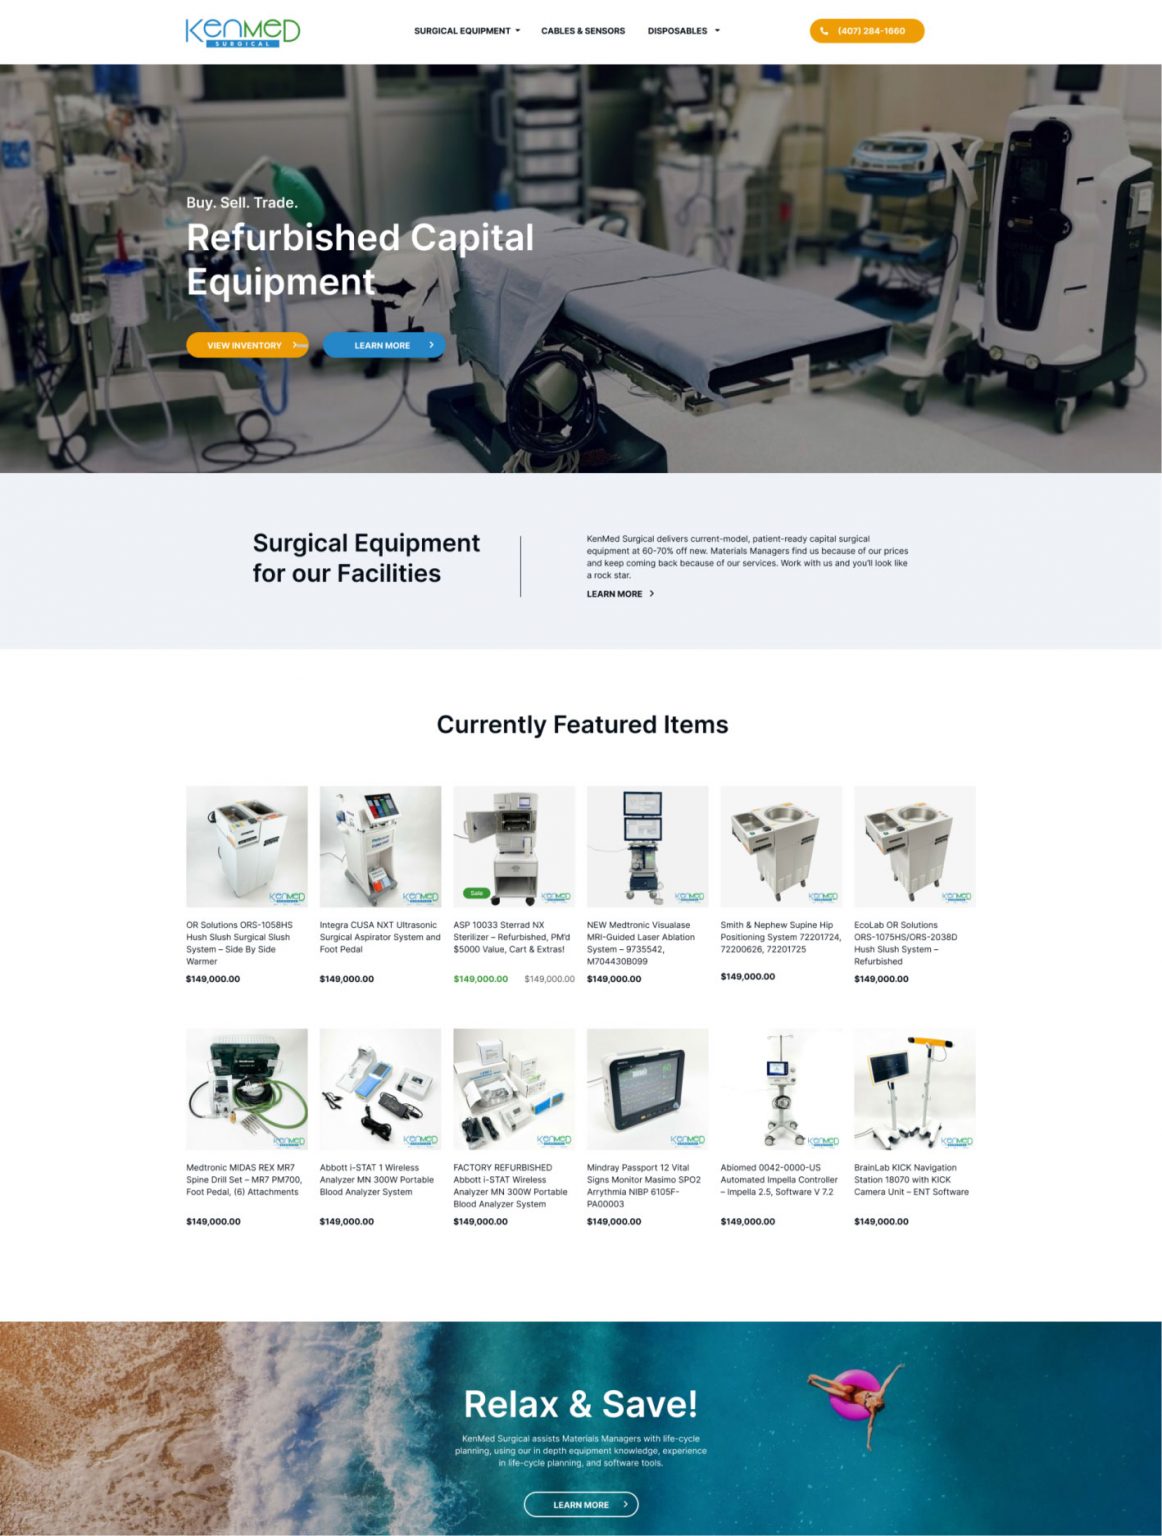 KenMed
SURGICAL
SURGICAL EQUIPMENT
CABLES & SENSORS
DISPOSABLES
(407) 284-1660
Buy. Sell. Trade.
Refurbished Capital
Equipment
VIEW INVENTORY
LEARN MORE
Surgical Equipment
for our Facilities
KenMed Surgical delivers current-model, patient-ready capital surgical
equipment at 60-70% off new. Materials Managers find us because of our prices
and keep coming back because of our services. Work with us and you'll look like
a rock star.
LEARN MORE
Currently Featured Items
KenMed
KenMed
Sale
KenMed
KenMed
KenMed
KenMed
OR Solutions ORS-1058HS
Hush Slush Surgical Slush
System – Side By Side
Warmer
$149,000.00
Integra CUSA NXT Ultrasonic
Surgical Aspirator System and
Foot Pedal
$149,000.00
ASP 10033 Sterrad NX
Sterilizer – Refurbished, PM'd
$5000 Value, Cart & Extras!
$149,000.00 $149,000.00
NEW Medtronic Visualase
MRI-Guided Laser Ablation
System – 9735542,
M704430B099
$149,000.00
Smith & Nephew Supine Hip
Positioning System 72201724,
72200626, 72201725
$149,000.00
EcoLab OR Solutions
ORS-1075HS/ORS-2038D
Hush Slush System –
Refurbished
$149,000.00
KenMed
KenMed
KenMed
KenMed
KenMed
KenMed
Medtronic MIDAS REX MR7
Spine Drill Set – MR7 PM700,
Foot Pedal, (6) Attachments
$149,000.00
Abbott i-STAT 1 Wireless
Analyzer MN 300W Portable
Blood Analyzer System
$149,000.00
FACTORY REFURBISHED
Abbott i-STAT Wireless
Analyzer MN 300W Portable
Blood Analyzer System
$149,000.00
Mindray Passport 12 Vital
Signs Monitor Masimo SPO2
Arrythmia NIBP 6105F-
PA00003
$149,000.00
Abiomed 0042-0000-US
Automated Impella Controller
– Impella 2.5, Software V 7.2
$149,000.00
BrainLab KICK Navigation
Station 18070 with KICK
Camera Unit – ENT Software
$149,000.00
Relax & Save!
KenMed Surgical assists Materials Managers with life-cycle
planning, using our in depth equipment knowledge, experience
in life-cycle planning, and software tools.
LEARN MORE